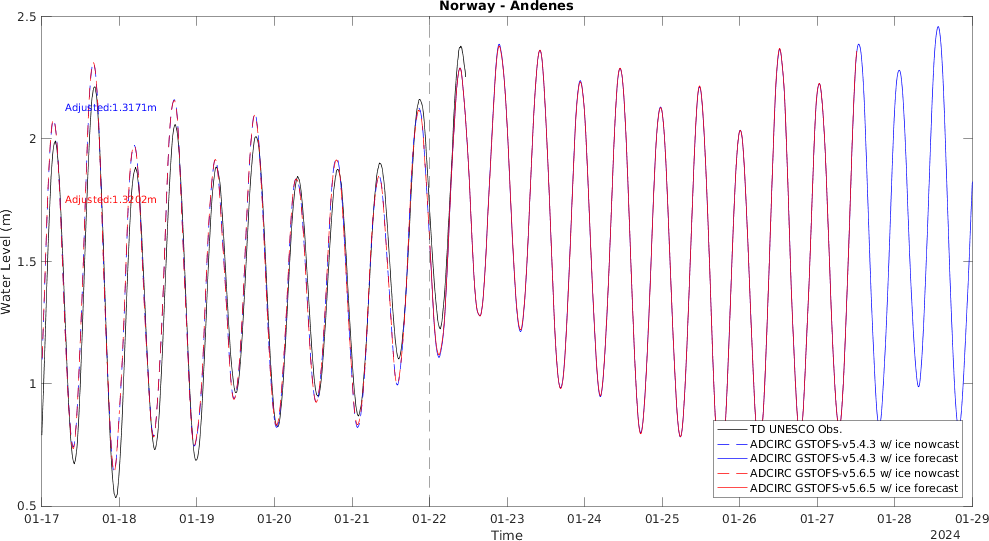 Norway - Andenes
2.5
2
1.5
1
0.5
Water Level (m)
Adjusted:1.3171m
Adjusted:1.3202m
TD UNESCO Obs.
ADCIRC GSTOFS-v5.4.3 w/ ice nowcast
ADCIRC GSTOFS-v5.4.3 w/ ice forecast
ADCIRC GSTOFS-v5.6.5 w/ ice nowcast
ADCIRC GSTOFS-v5.6.5 w/ ice forecast
01-17 01-18 01-19 01-20 01-21 01-22 01-23 01-24 01-25 01-26 01-27 01-28 01-29
Time
2024